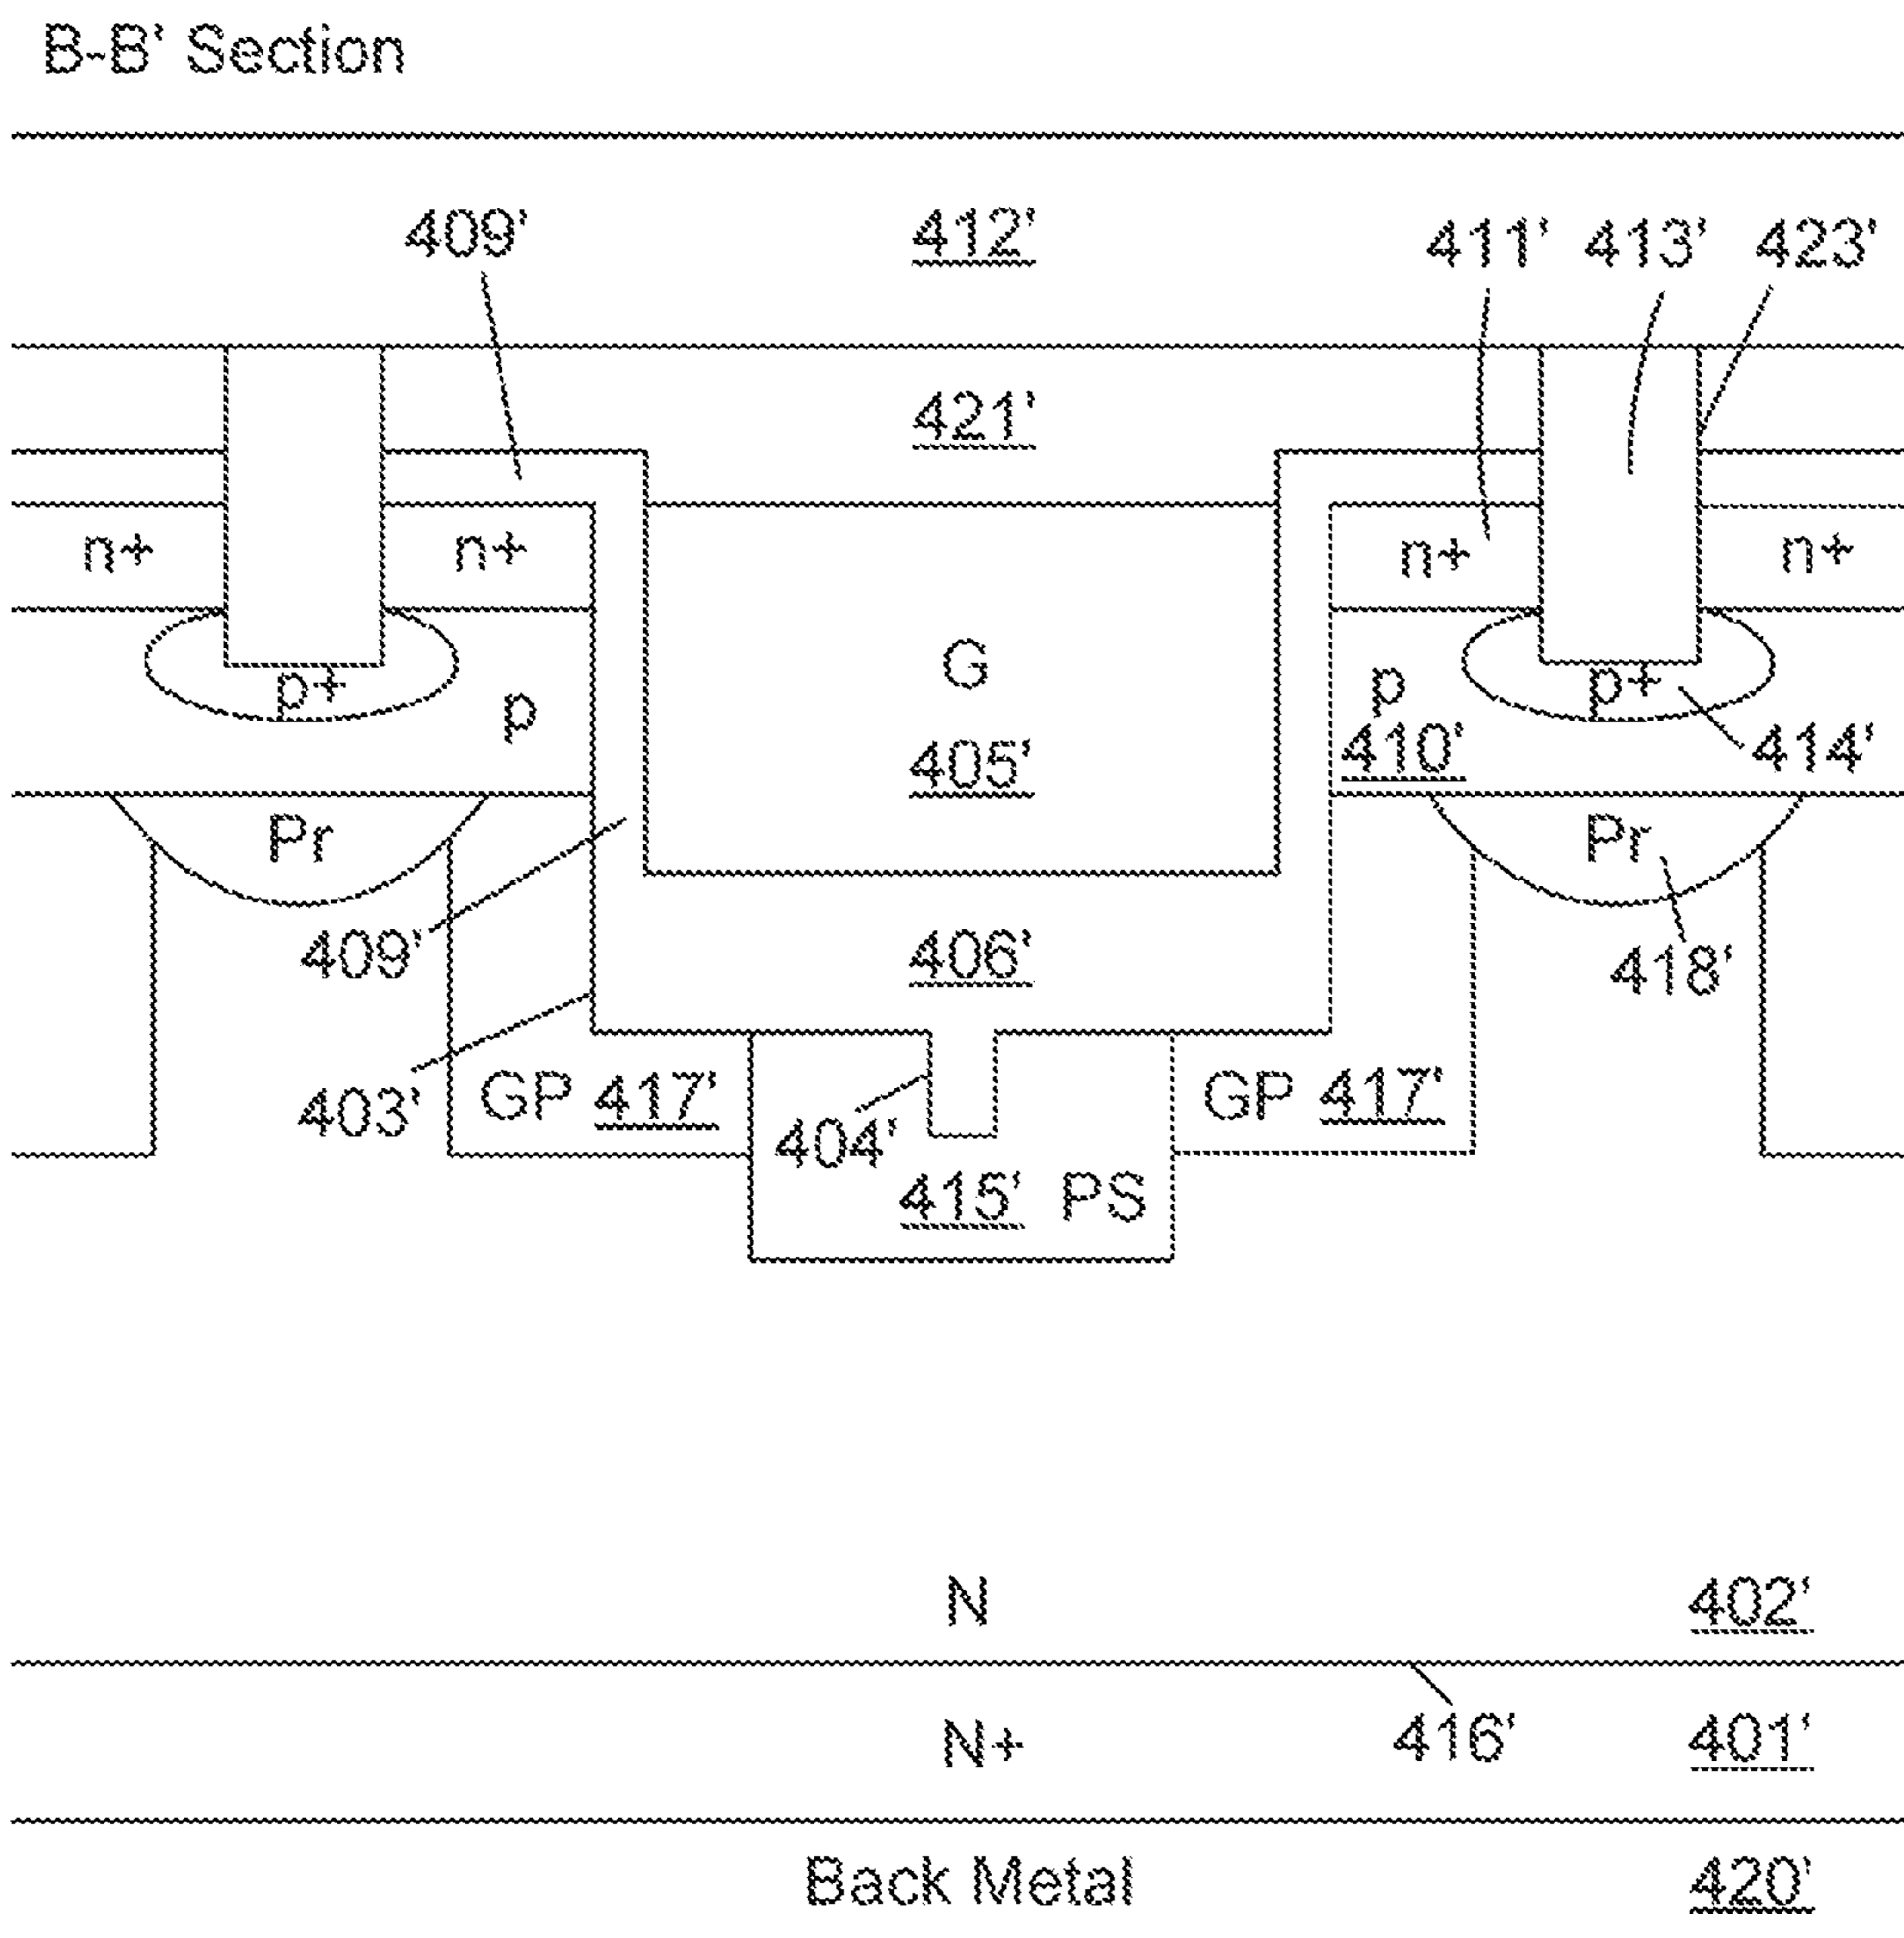 B-B' Section
409' 412' 411' 413' 423'
421'
n+ n+ n+ n+
G
p+ p p p+
405' 410' 414'
Pr Pr
409' 406' 418'
403' GP 417' 404' GP 417'
415' PS
N 402'
N+ 416' 401'
Back Metal 420'